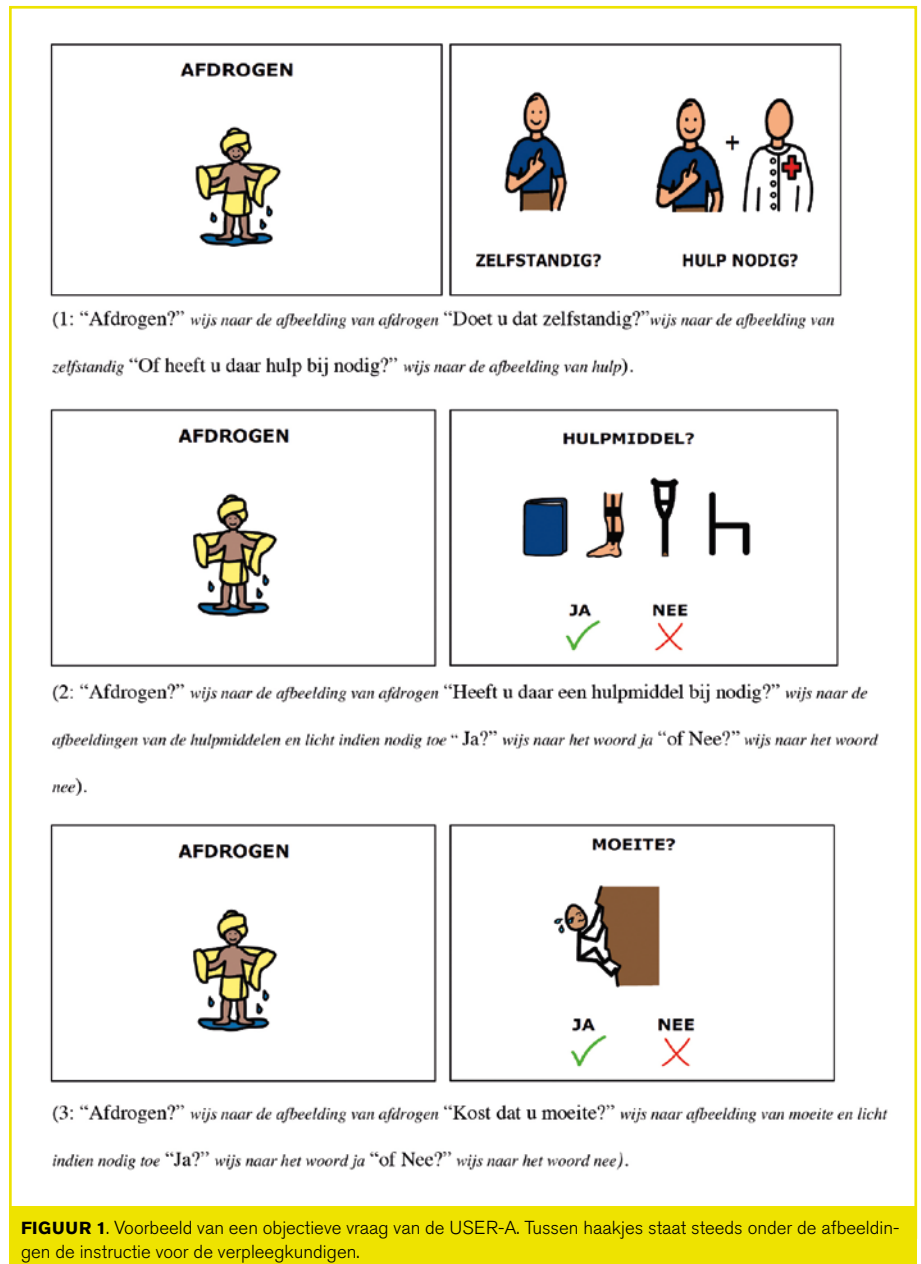 AFDROGEN
ZELFSTANDIG? HULP NODIG?
(1: “Afdrogen?” wijs naar de afbeelding van afdrogen “Doet u dat zelfstandig?”wijs naar de afbeelding van
zelfstandig “Of heeft u daar hulp bij nodig?” wijs naar de afbeelding van hulp).
AFDROGEN
HULPMIDDEL?
JA NEE
(2: “Afdrogen?” wijs naar de afbeelding van afdrogen “Heeft u daar een hulpmiddel bij nodig?” wijs naar de
afbeeldingen van de hulpmiddelen en licht indien nodig toe “ Ja?” wijs naar het woord ja “of Nee?” wijs naar het woord
nee).
AFDROGEN
MOEITE?
JA NEE
(3: “Afdrogen?” wijs naar de afbeelding van afdrogen “Kost dat u moeite?” wijs naar afbeelding van moeite en licht
indien nodig toe “Ja?” wijs naar het woord ja “of Nee?” wijs naar het woord nee).
FIGUUR 1. Voorbeeld van een objectieve vraag van de USER-A. Tussen haakjes staat steeds onder de afbeeldin-
gen de instructie voor de verpleegkundigen.